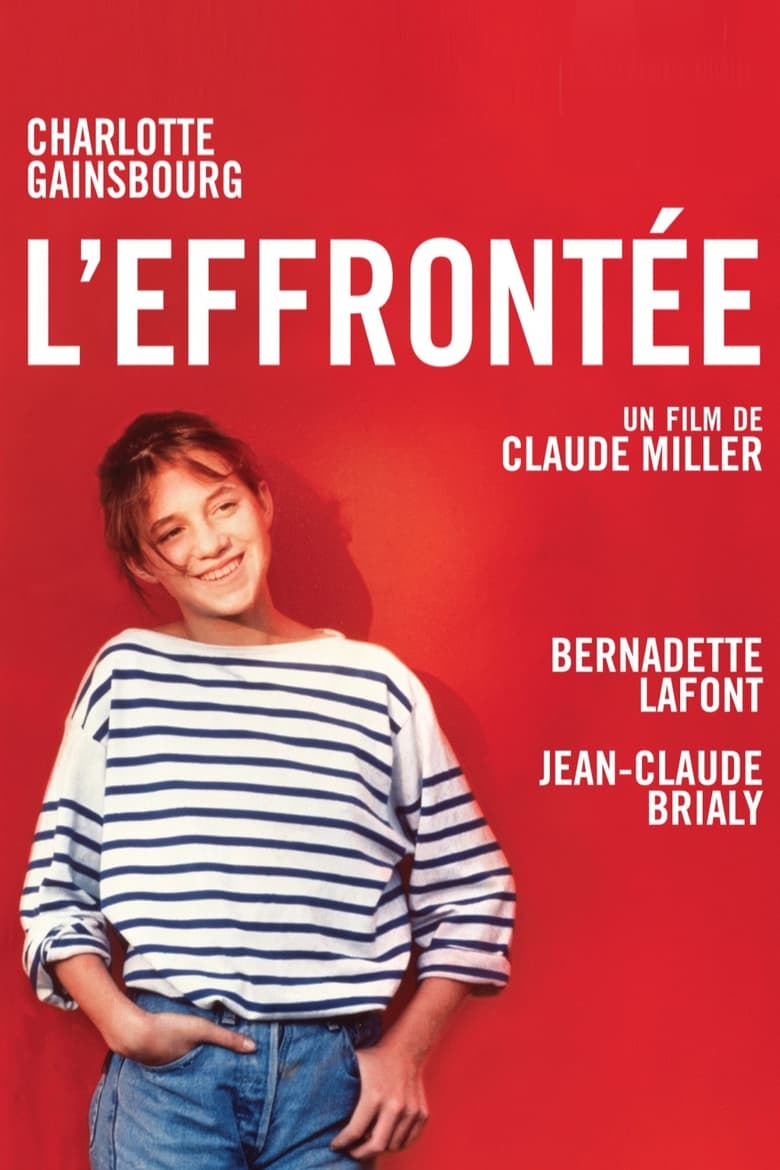 CHARLOTTE
GAINSBOURG
L'EFFRONTÉE
UN FILM DE
CLAUDE MILLER
BERNADETTE
LAFONT
JEAN-CLAUDE
BRIALY